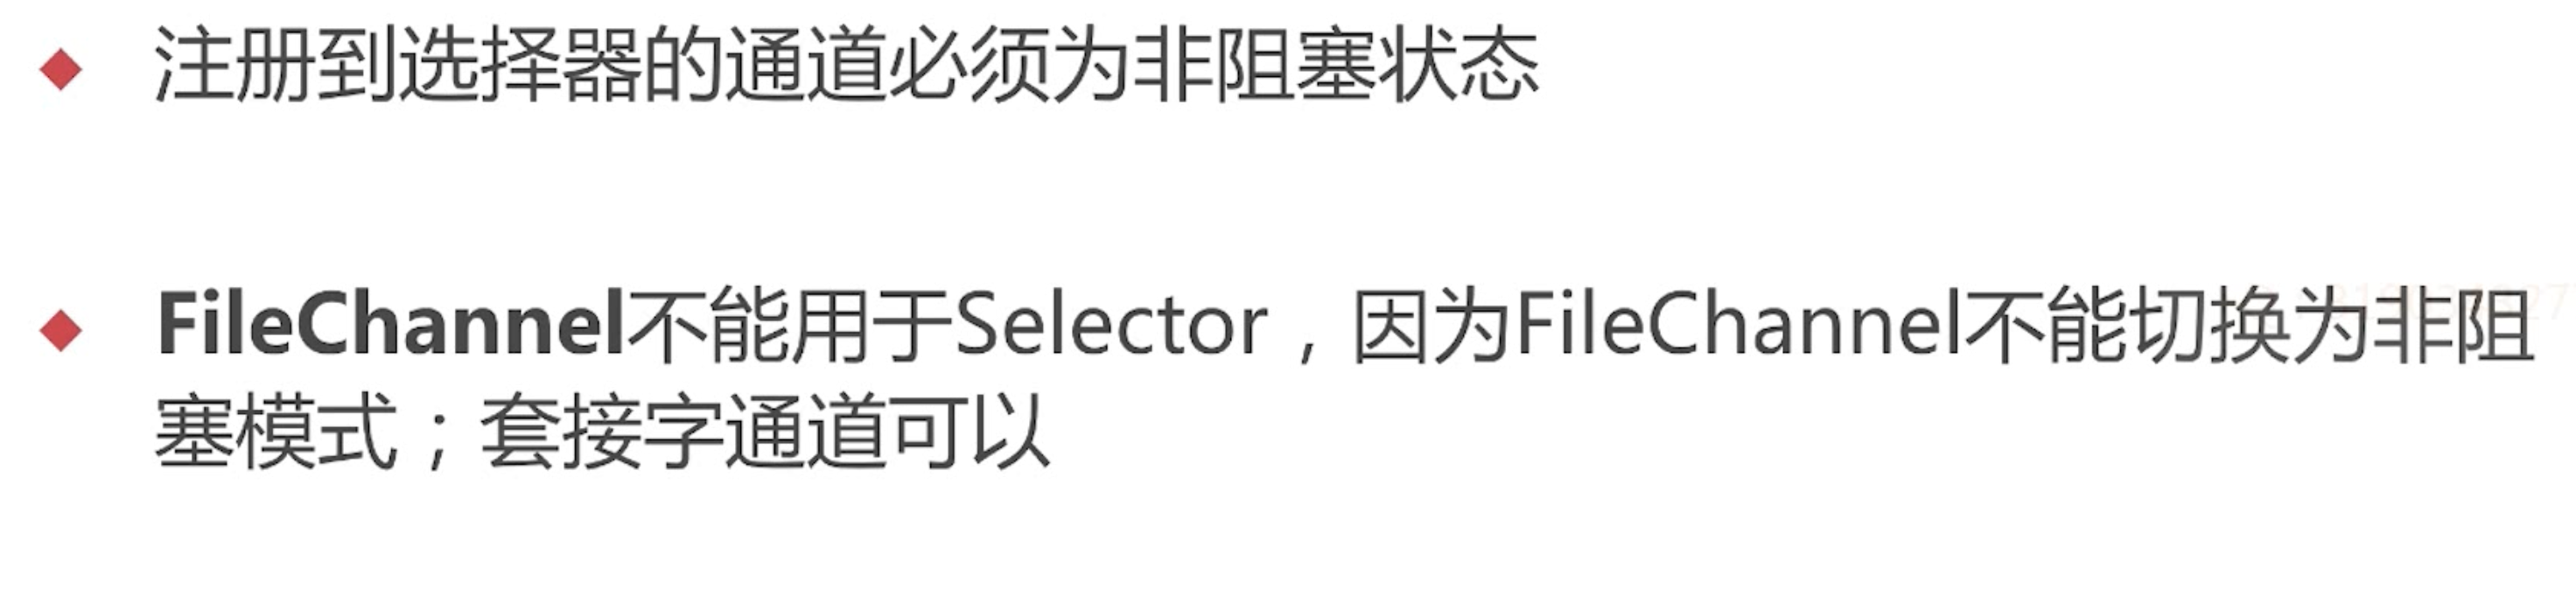 注册到选择器的通道必须为非阻塞状态
FileChannel不能用于Selector，因为FileChannel不能切换为非阻
塞模式；套接字通道可以